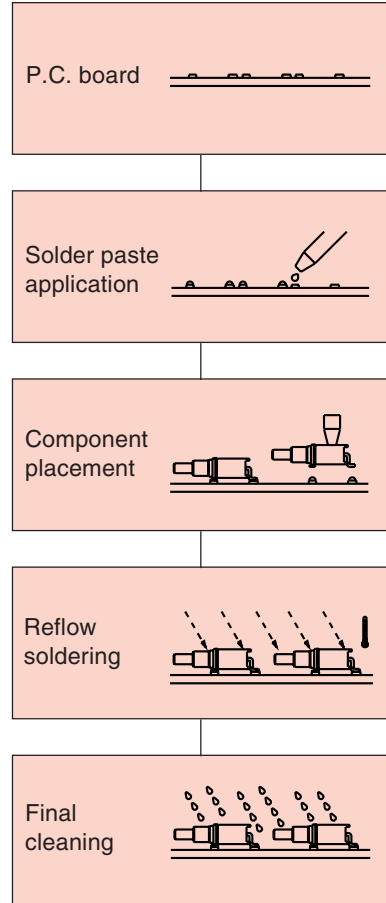 P.C. board
Solder paste
application
Component
placement
Reflow
soldering
Final
cleaning